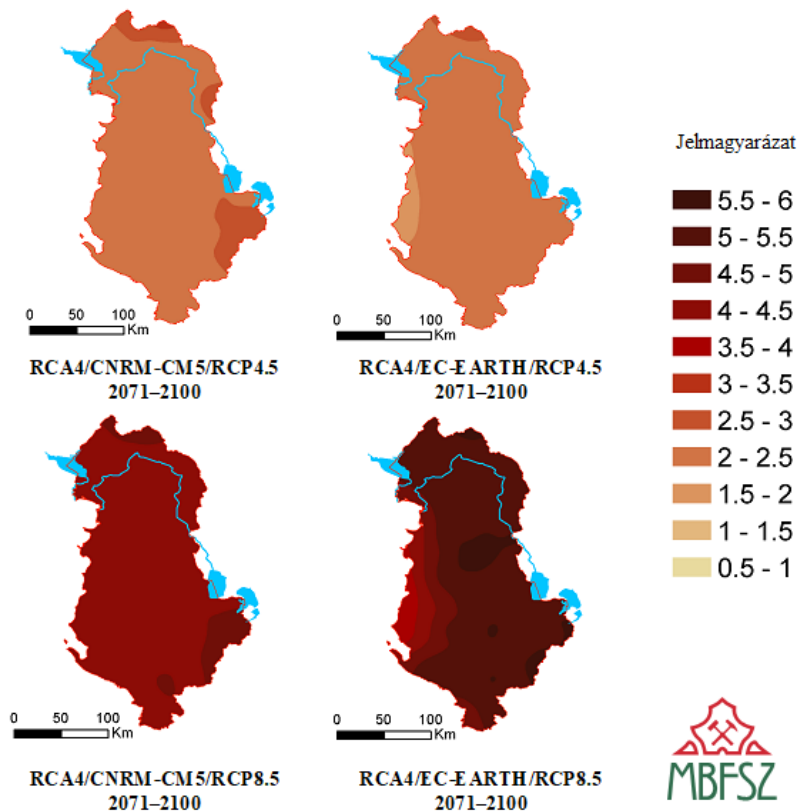 Jelmagyarázat
5.5 - 6
5 - 5.5
4.5 - 5
4 - 4.5
3.5 - 4
3 - 3.5
2.5 - 3
2 - 2.5
1.5 - 2
1 - 1.5
0.5 - 1
0 50 100
Km
RCA4/CNRM-CM5/RCP4.5
2071–2100
0 50 100
Km
RCA4/EC-EARTH/RCP4.5
2071–2100
0 50 100
Km
RCA4/CNRM-CM5/RCP8.5
2071–2100
0 50 100
Km
RCA4/EC-EARTH/RCP8.5
2071–2100
MBFSZ